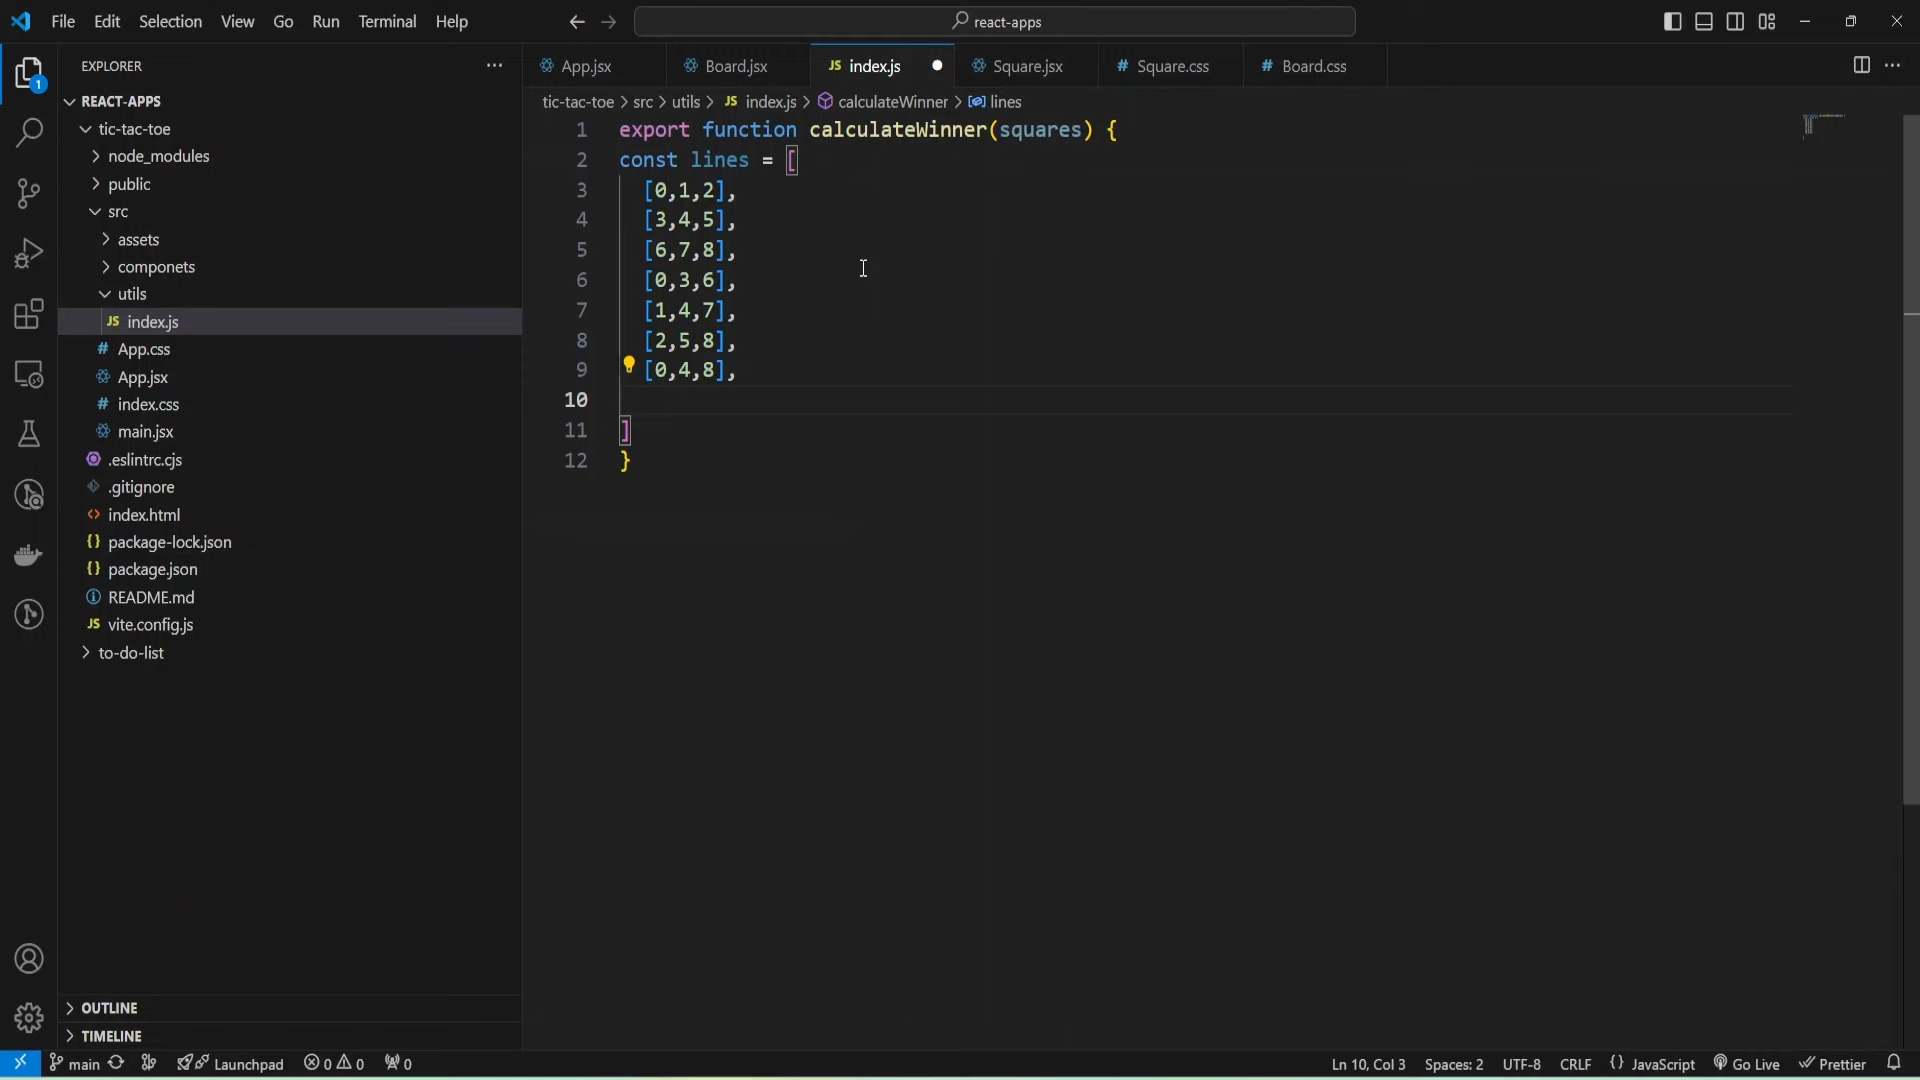 File Edit Selection View Go Run Terminal Help
react-apps
EXPLORER
1
REACT-APPS
tic-tac-toe
node_modules
public
src
assets
componets
utils
JS index.js
# App.css
App.jsx
# index.css
main.jsx
.eslintrc.cjs
.gitignore
<> index.html
{} package-lock.json
{} package.json
README.md
JS vite.config.js
to-do-list
OUTLINE
TIMELINE
App.jsx Board.jsx JS index.js Square.jsx # Square.css # Board.css
tic-tac-toe > src > utils > JS index.js > calculateWinner > lines
1 export function calculateWinner(squares) {
2 const lines = [
3 [0,1,2],
4 [3,4,5],
5 [6,7,8],
6 [0,3,6],
7 [1,4,7],
8 [2,5,8],
9 [0,4,8],
10
11 ]
12 }
main Launchpad 0 0 0 Ln 10, Col 3 Spaces: 2 UTF-8 CRLF {} JavaScript Go Live Prettier